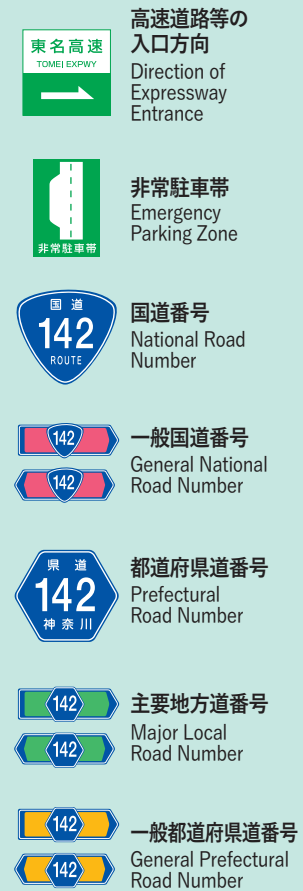 東名高速
TOMEI EXPWY
高速道路等の
入口方向
Direction of
Expressway
Entrance
非常駐車帯
非常駐車帯
Emergency
Parking Zone
国道
142
ROUTE
国道番号
National Road
Number
142
142
一般国道番号
General National
Road Number
県道
142
神奈川
都道府県道番号
Prefectural
Road Number
142
142
主要地方道番号
Major Local
Road Number
142
142
一般都道府県道番号
General Prefectural
Road Number